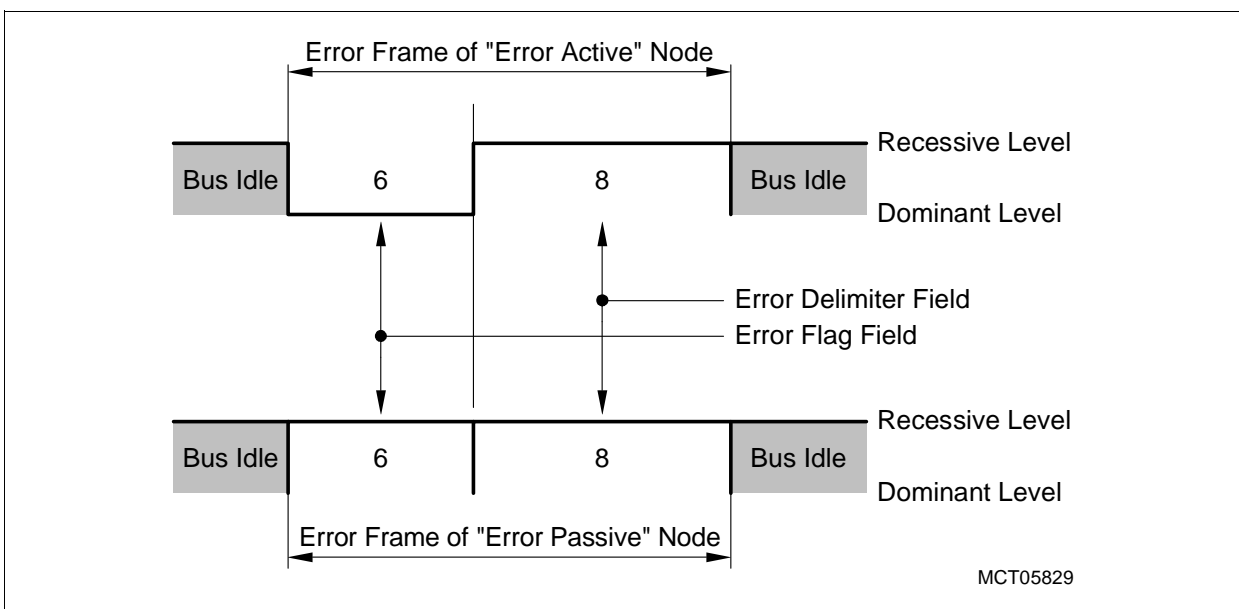 Error Frame of "Error Active" Node
Recessive Level
Bus Idle
6
8
Bus Idle
Dominant Level
Error Delimiter Field
Error Flag Field
Recessive Level
Bus Idle
6
8
Bus Idle
Dominant Level
Error Frame of "Error Passive" Node
MCT05829